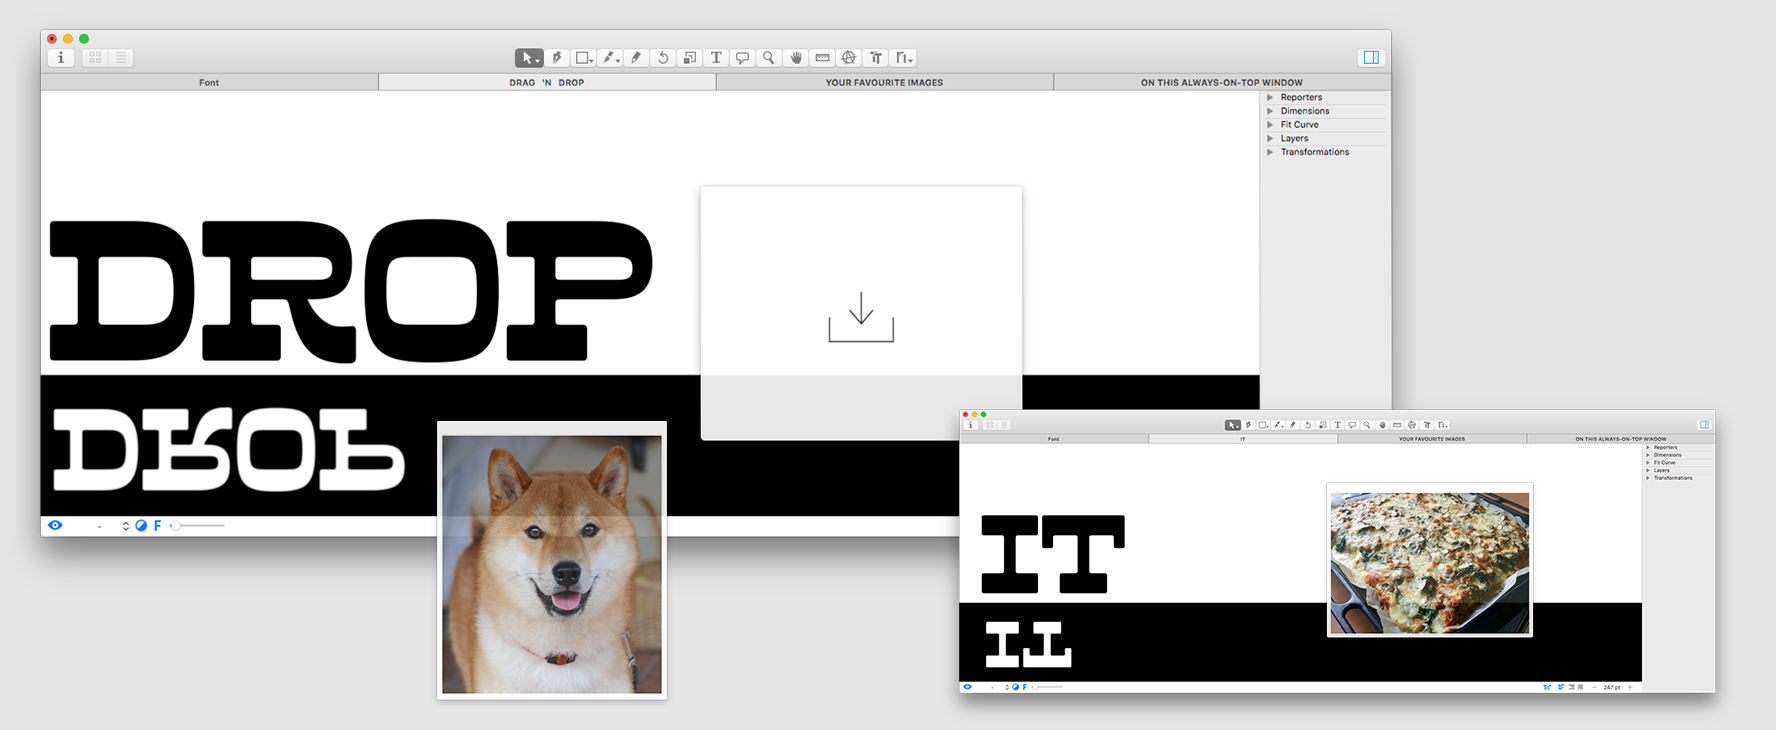 Font
DRAG 'N DROP
YOUR FAVOURITE IMAGES
ON THIS ALWAYS-ON-TOP WINDOW
Reporters
Dimensions
Fit Curve
Layers
Transformations
DROP
DROP
-
F
Font
IT
YOUR FAVOURITE IMAGES
ON THIS ALWAYS-ON-TOP WINDOW
Reporters
Dimensions
Fit Curve
Layers
Transformations
IT
IT
-
F
247 pt